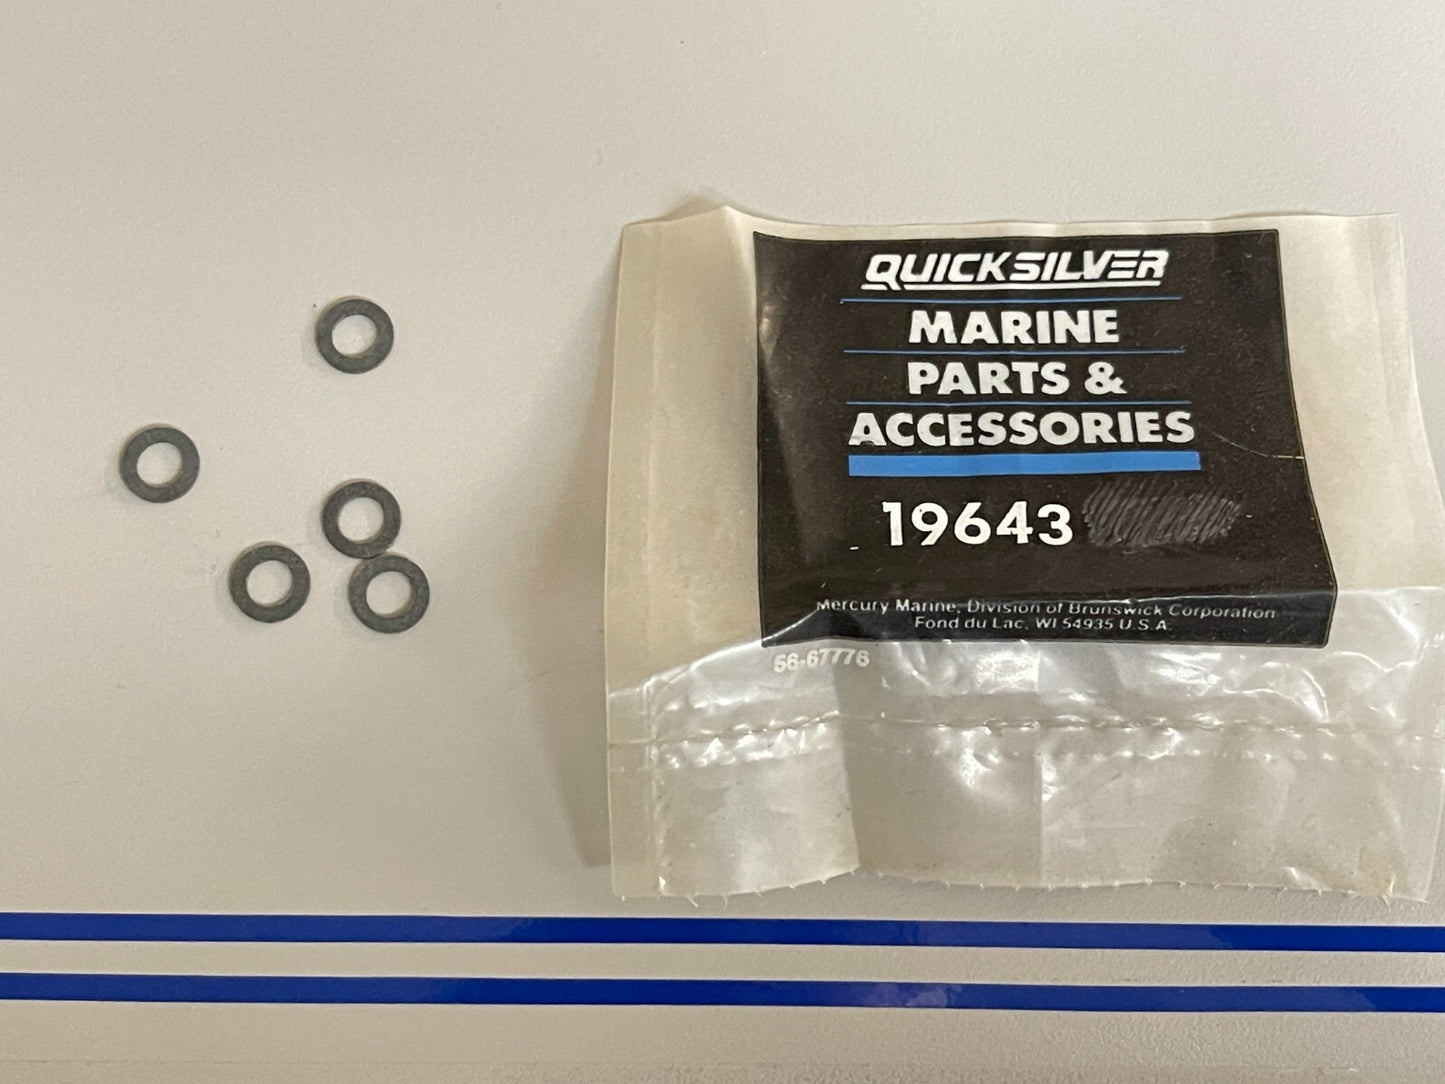 QUICKSILVER
MARINE
PARTS &
ACCESSORIES
19643
Mercury Marine, Division of Brunswick Corporation
Fond du Lac, WI 54935 U.S.A.
56-67776